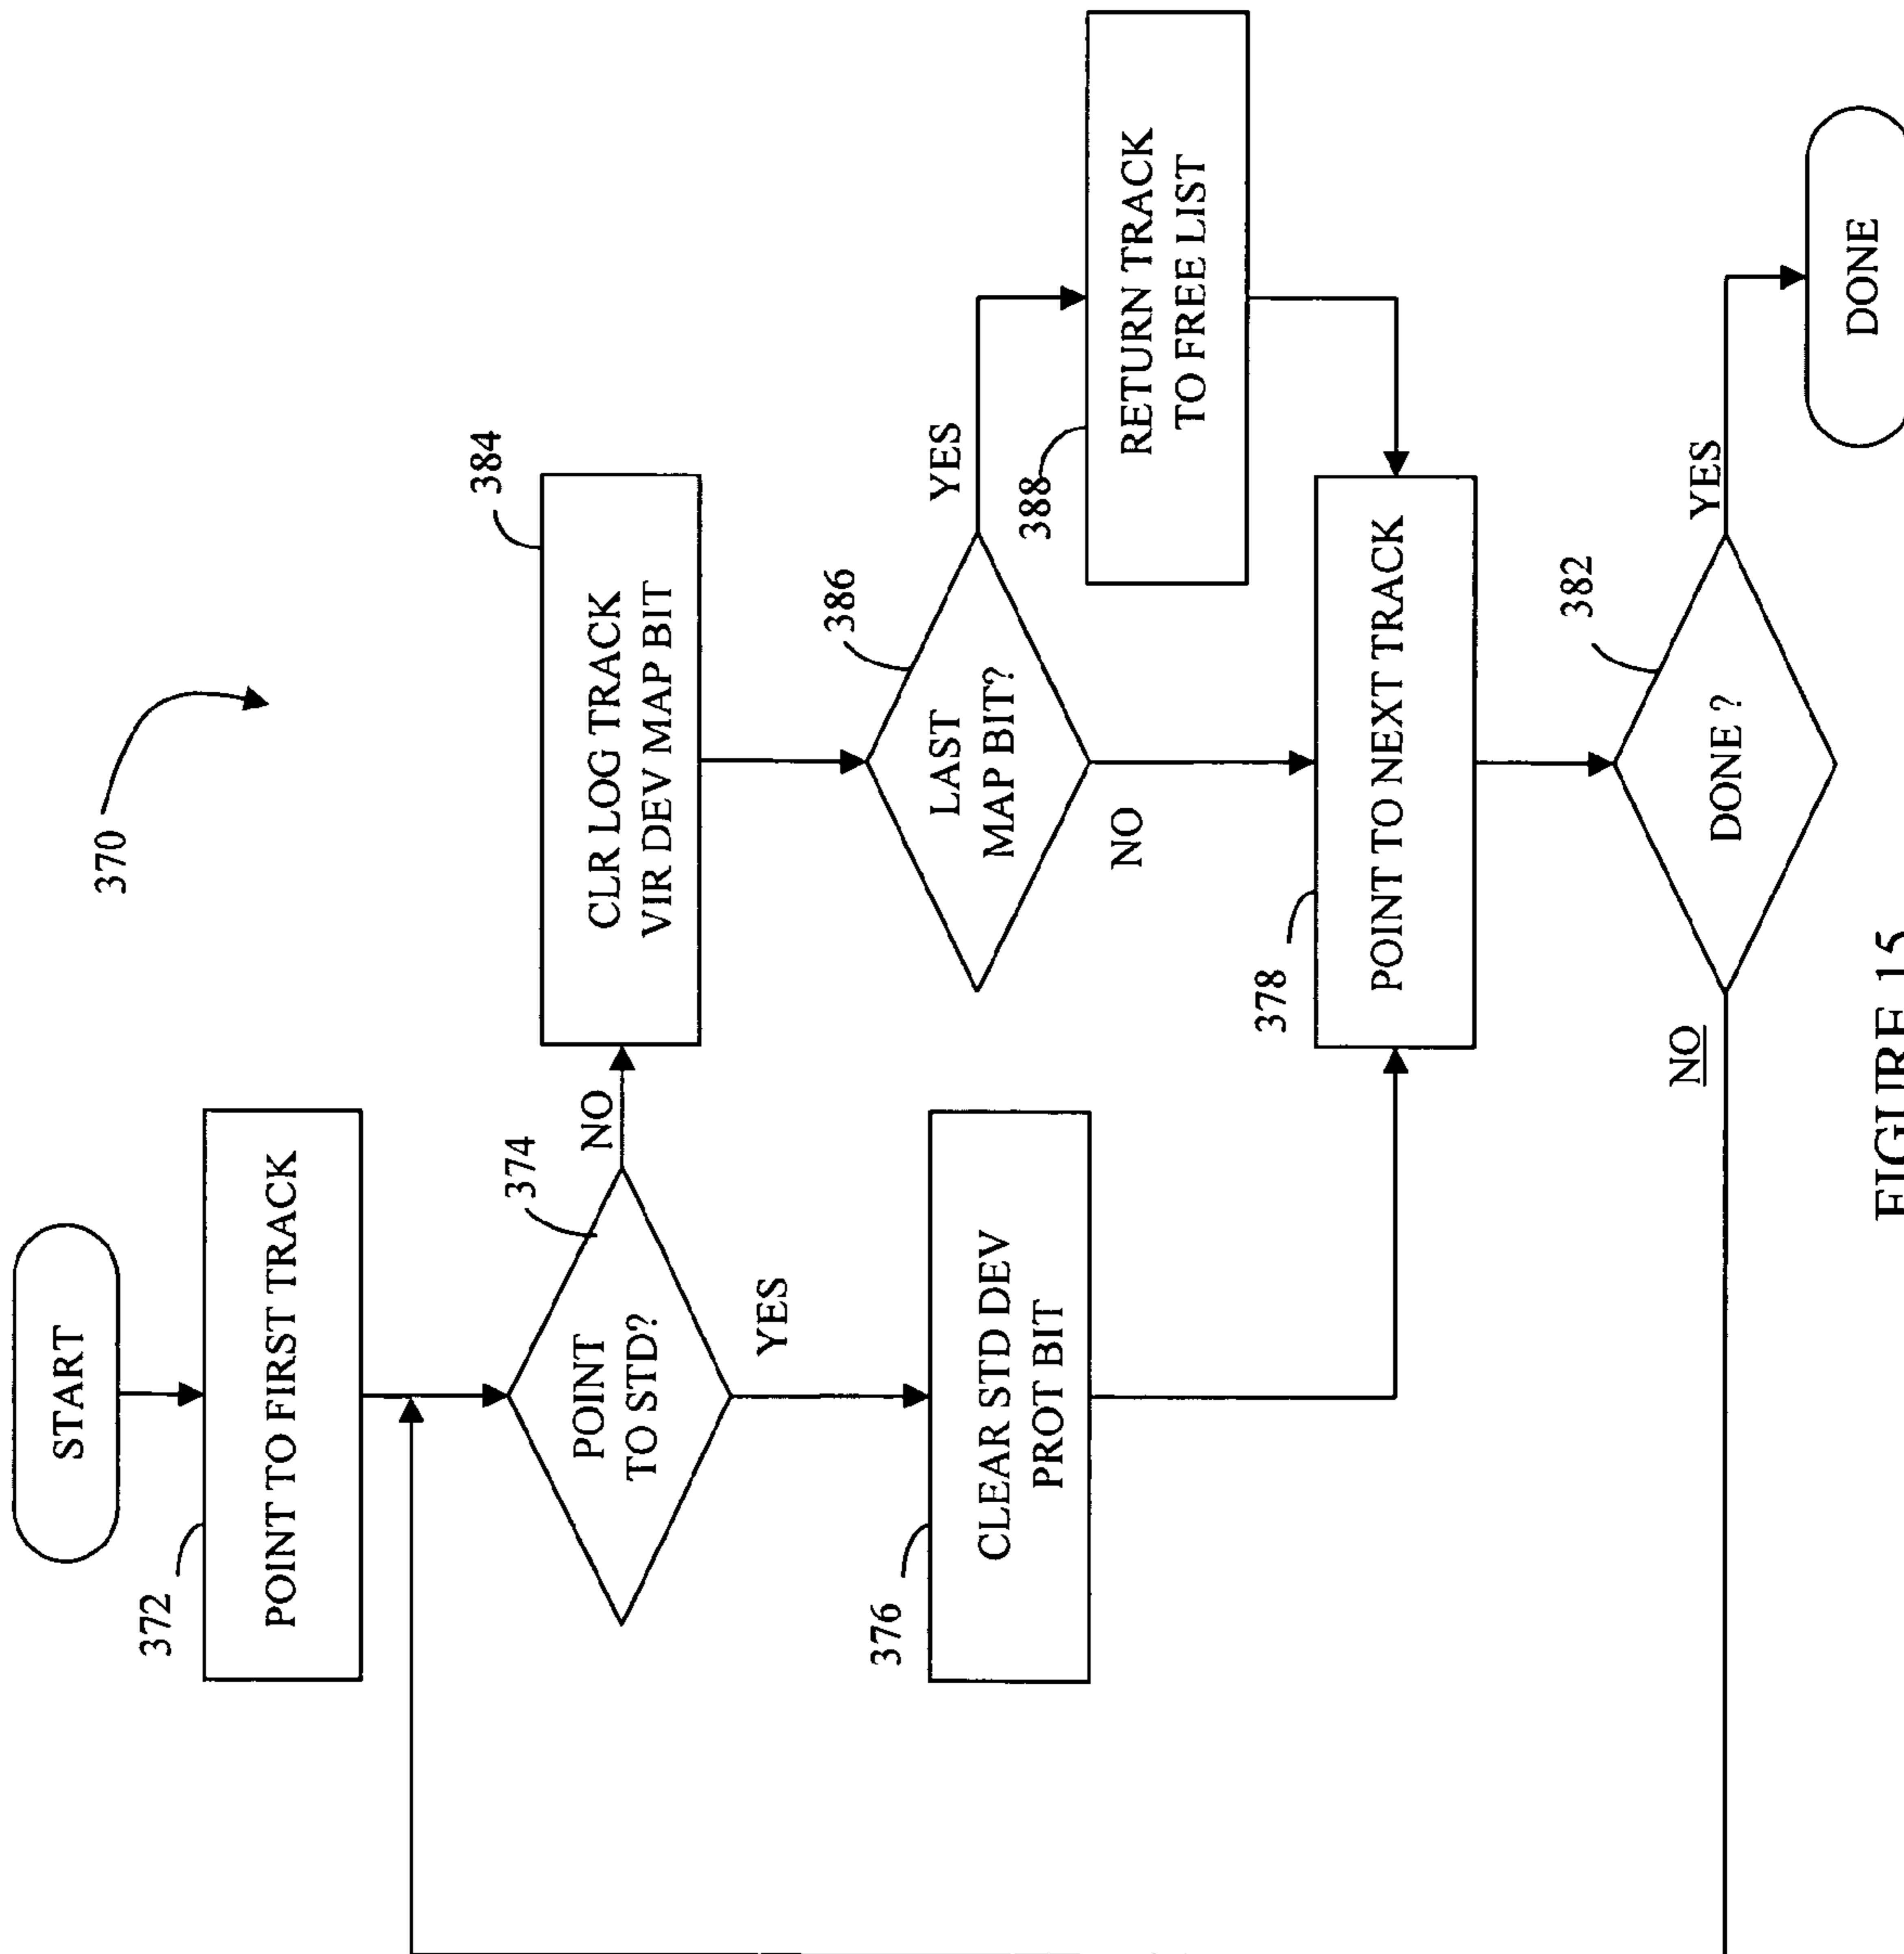 370
START
372
POINT TO FIRST TRACK
374
POINT
TO STD?
NO
YES
384
CLR LOG TRACK
VIR DEV MAP BIT
376
CLEAR STD DEV
PROT BIT
386
LAST
MAP BIT?
YES
NO
388
RETURN TRACK
TO FREE LIST
378
POINT TO NEXT TRACK
382
DONE ?
YES
NO
DONE
FIGURE 15